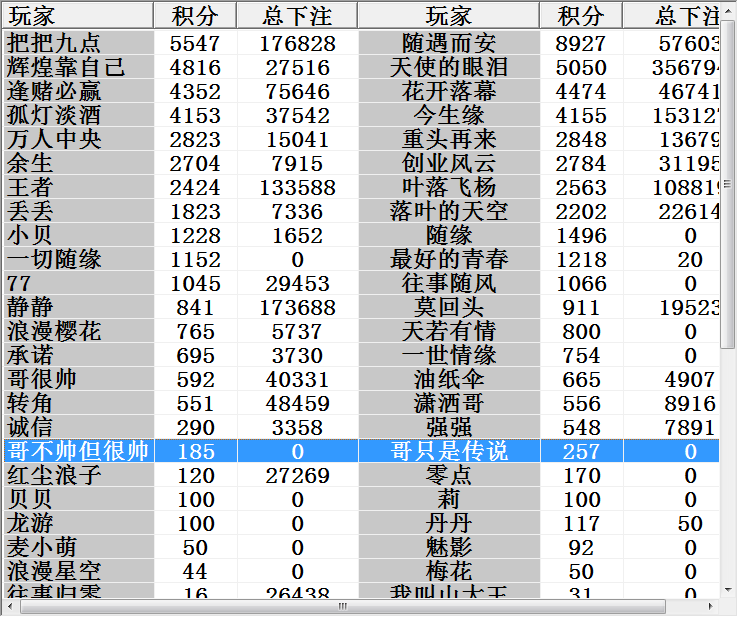 玩家 积分 总下注 玩家 积分 总下注
把把九点 5547 176828 随遇而安 8927 57603
辉煌靠自己 4816 27516 天使的眼泪 5050 35679
逢赌必赢 4352 75646 花开落幕 4474 46741
孤灯淡酒 4153 37542 今生缘 4155 15312
万人中央 2823 15041 重头再来 2848 13679
余生 2704 7915 创业风云 2784 31195
王者 2424 133588 叶落飞杨 2563 10881
丢丢 1823 7336 落叶的天空 2202 22614
小贝 1228 1652 随缘 1496 0
一切随缘 1152 0 最好的青春 1218 20
77 1045 29453 往事随风 1066 0
静静 841 173688 莫回头 911 19523
浪漫樱花 765 5737 天若有情 800 0
承诺 695 3730 一世情缘 754 0
哥很帅 592 40331 油纸伞 665 4907
转角 551 48459 潇洒哥 556 8916
诚信 290 3358 强强 548 7891
哥不帅但很帅 185 0 哥只是传说 257 0
红尘浪子 120 27269 零点 170 0
贝贝 100 0 莉 100 0
龙游 100 0 丹丹 117 50
麦小萌 50 0 魅影 92 0
浪漫星空 44 0 梅花 50 0
往事归零 16 26438 我叫山大王 31 0